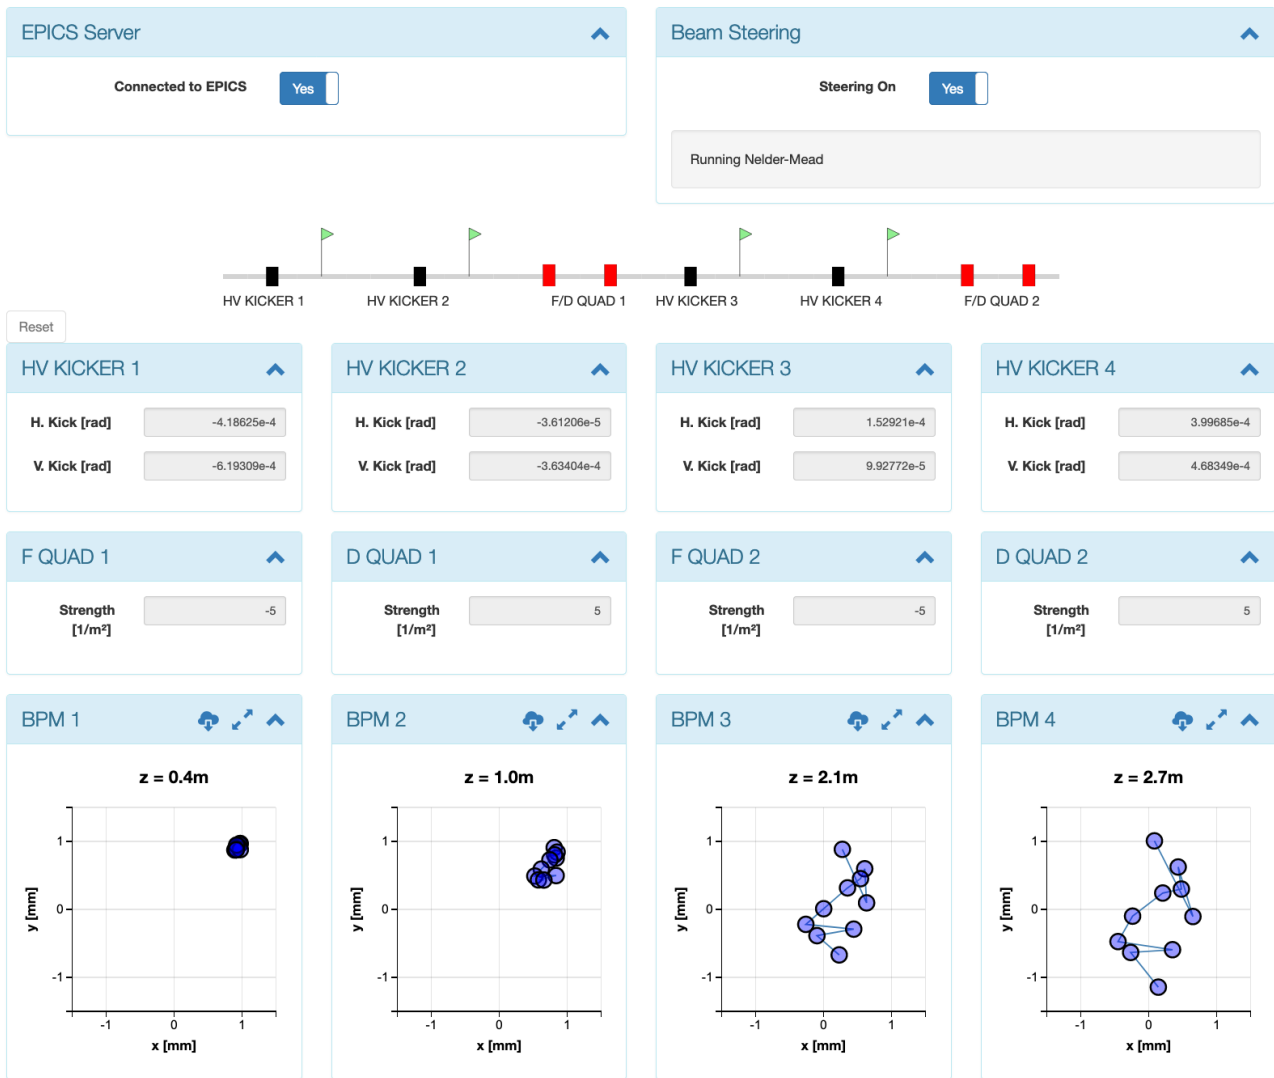 EPICS Server
Connected to EPICS Yes
Beam Steering
Steering On Yes
Running Nelder-Mead
HV KICKER 1 HV KICKER 2 F/D QUAD 1 HV KICKER 3 HV KICKER 4 F/D QUAD 2
Reset
HV KICKER 1
H. Kick [rad] -4.18625e-4
V. Kick [rad] -6.19309e-4
HV KICKER 2
H. Kick [rad] -3.61206e-5
V. Kick [rad] -3.63404e-4
HV KICKER 3
H. Kick [rad] 1.52921e-4
V. Kick [rad] 9.92772e-5
HV KICKER 4
H. Kick [rad] 3.99685e-4
V. Kick [rad] 4.68349e-4
F QUAD 1
Strength -5
[1/m²]
D QUAD 1
Strength 5
[1/m²]
F QUAD 2
Strength -5
[1/m²]
D QUAD 2
Strength 5
[1/m²]
BPM 1
z = 0.4m
1
0
-1
y [mm]
-1 0 1
x [mm]
BPM 2
z = 1.0m
1
0
-1
y [mm]
-1 0 1
x [mm]
BPM 3
z = 2.1m
1
0
-1
y [mm]
-1 0 1
x [mm]
BPM 4
z = 2.7m
1
0
-1
y [mm]
-1 0 1
x [mm]